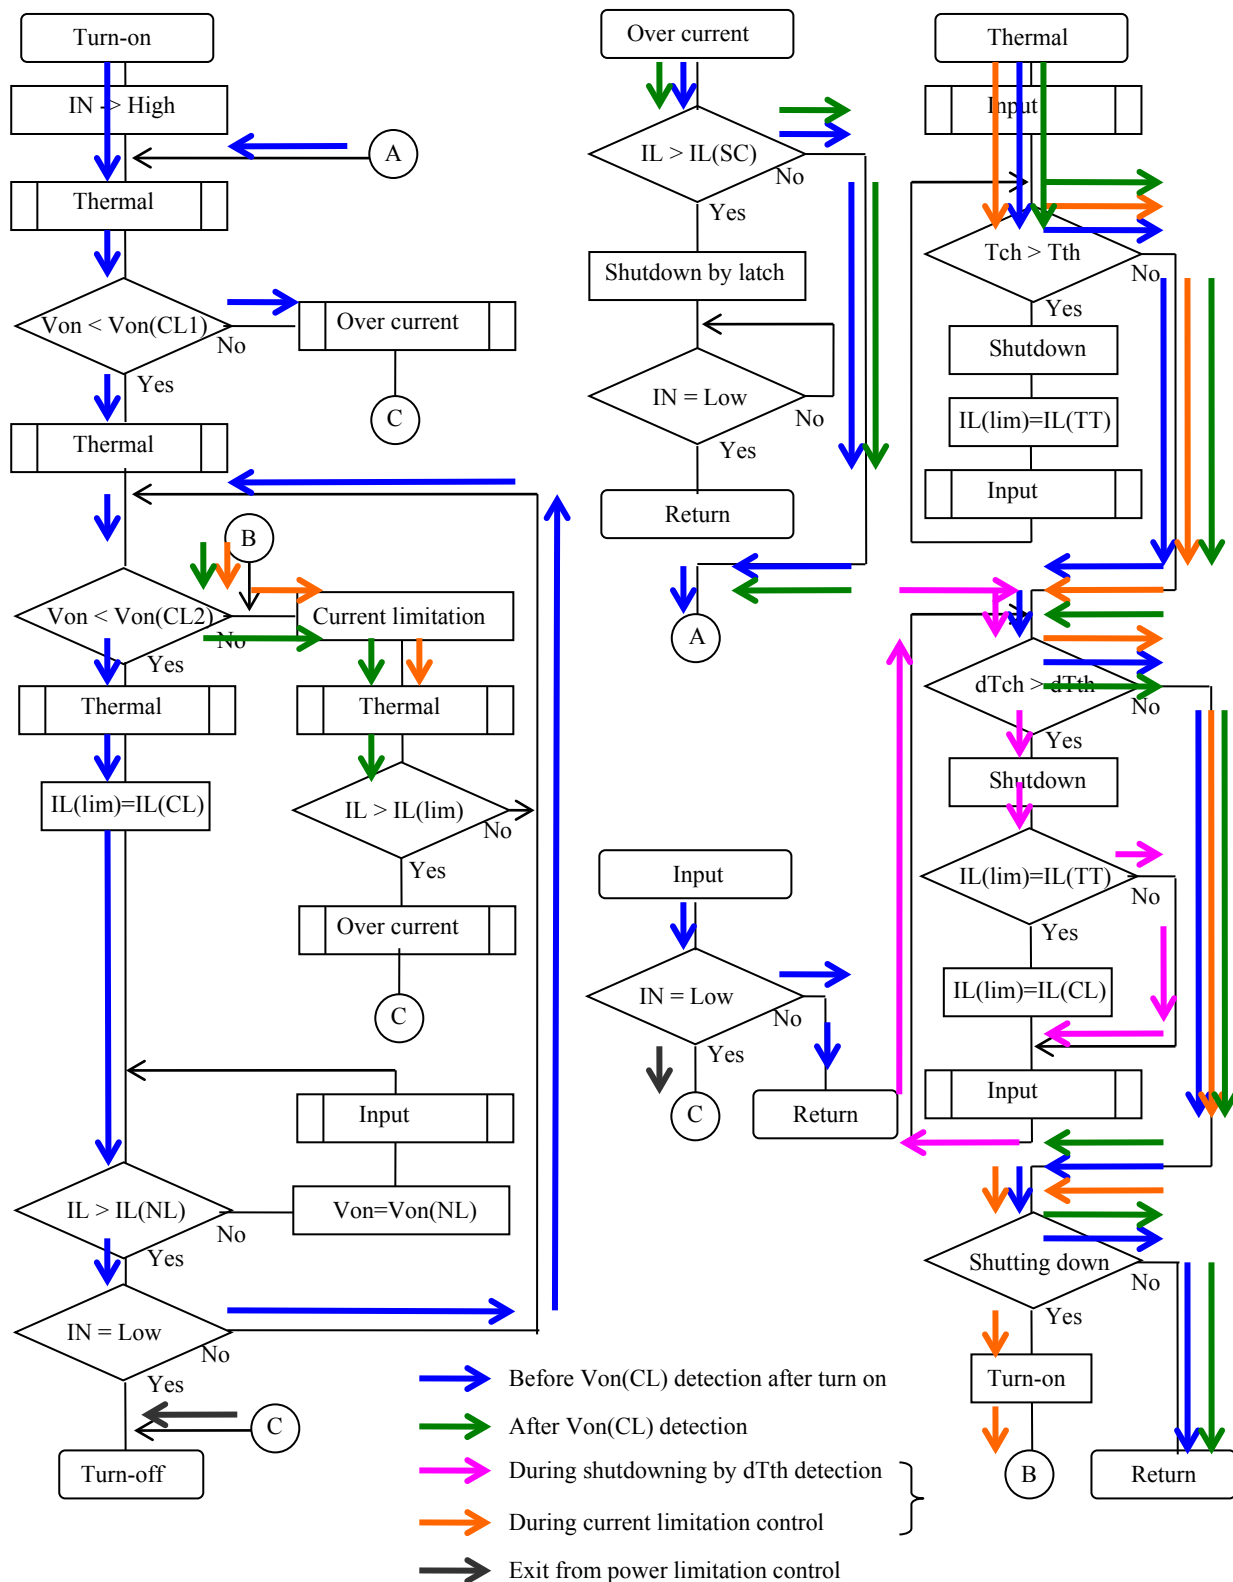 Turn-on
IN -> High
A
Thermal
Von < Von(CL1)
No
Yes
Over current
C
Thermal
B
Von < Von(CL2)
No
Yes
Current limitation
Thermal
Thermal
IL(lim)=IL(CL)
IL > IL(lim)
No
Yes
Over current
C
Input
IL > IL(NL)
No
Yes
Von=Von(NL)
IN = Low
No
Yes
C
Turn-off
Over current
IL > IL(SC)
No
Yes
Shutdown by latch
IN = Low
No
Yes
Return
A
Input
IN = Low
No
Yes
C
Return
Thermal
Input
Tch > Tth
No
Yes
Shutdown
IL(lim)=IL(TT)
Input
dTch > dTth
No
Yes
Shutdown
IL(lim)=IL(TT)
No
Yes
IL(lim)=IL(CL)
Input
Shutting down
No
Yes
Turn-on
B
Return
Before Von(CL) detection after turn on
After Von(CL) detection
During shutdowning by dTth detection
During current limitation control
Exit from power limitation control